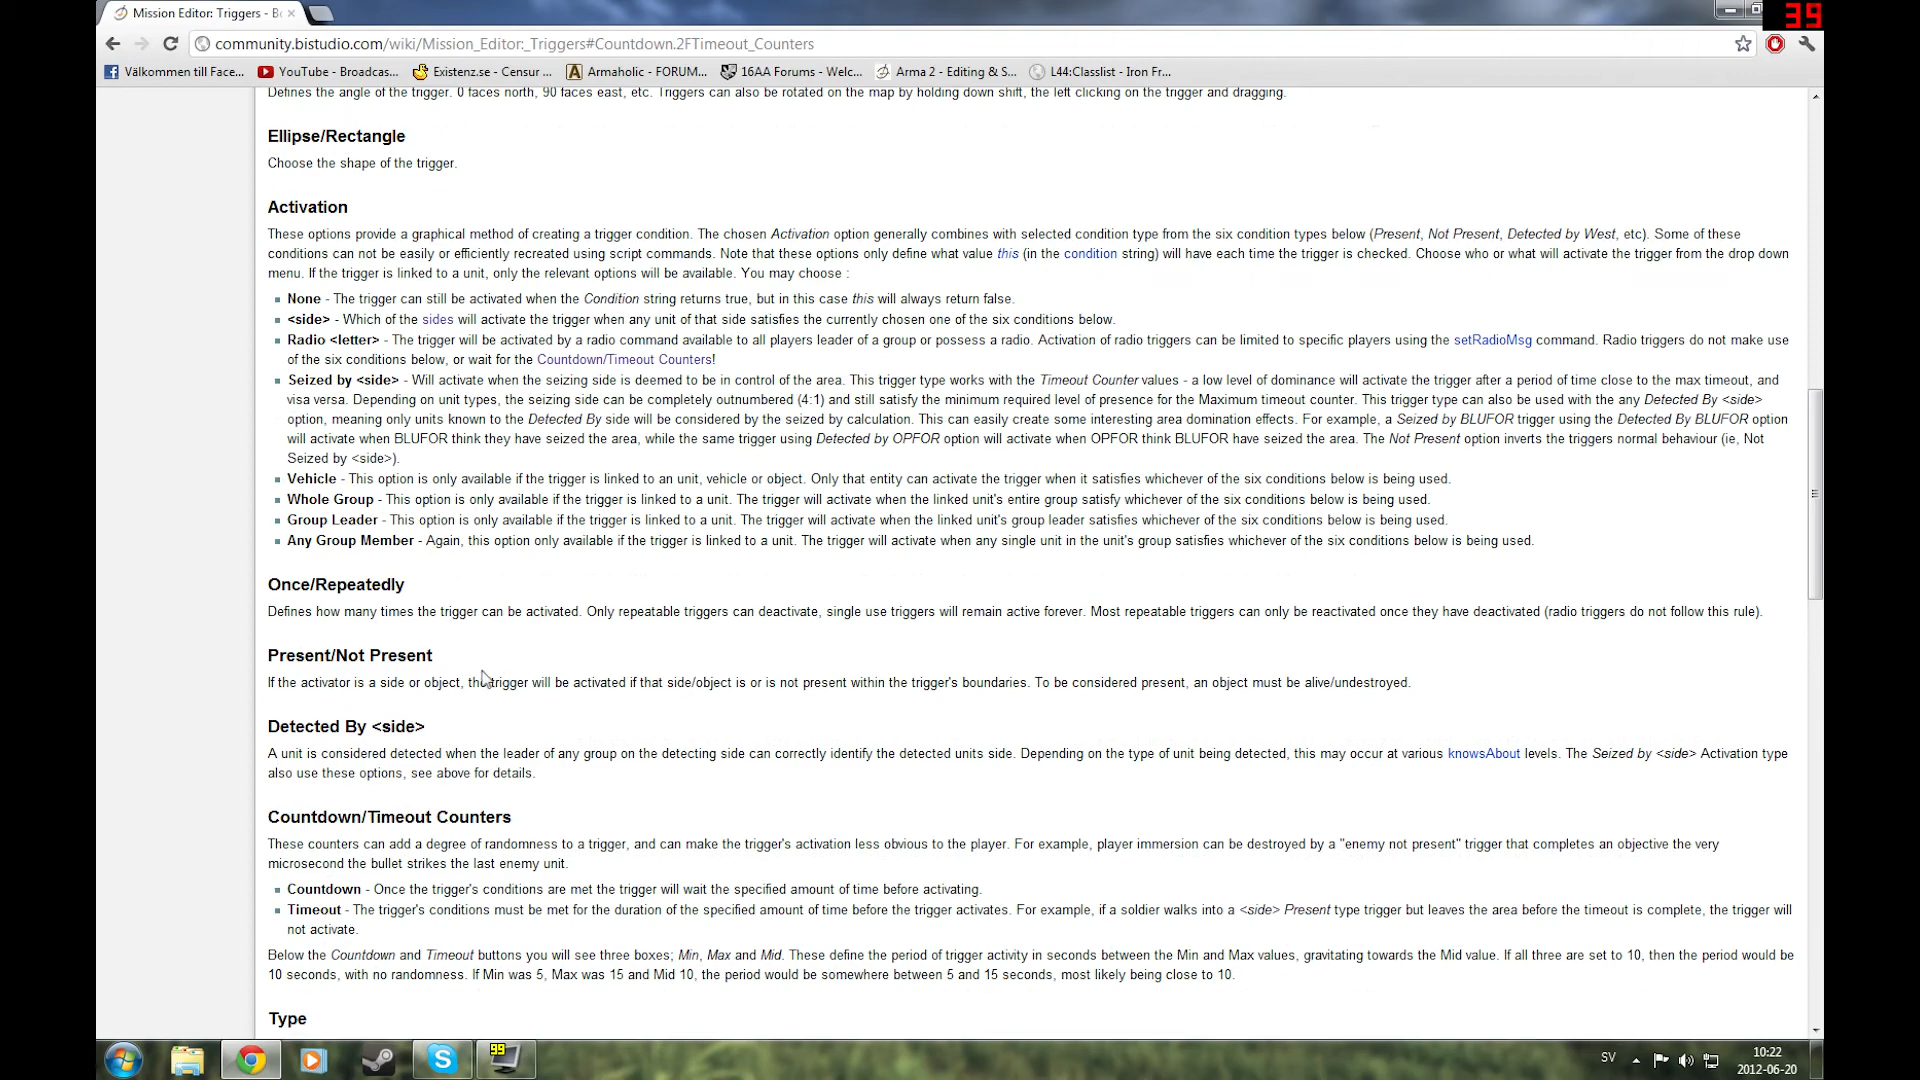 Mission Editor: Triggers - Bo
39
community.bistudio.com/wiki/Mission_Editor:_Triggers#Countdown.2FTimeout_Counters
Välkommen till Face... YouTube - Broadcas... Existenz.se - Censur ... Armaholic - FORUM... 16AA Forums - Welc... Arma 2 - Editing & S... L44:Classlist - Iron Fr...
Defines the angle of the trigger. 0 faces north, 90 faces east, etc. Triggers can also be rotated on the map by holding down shift, the left clicking on the trigger and dragging.
Ellipse/Rectangle
Choose the shape of the trigger.
Activation
These options provide a graphical method of creating a trigger condition. The chosen Activation option generally combines with selected condition type from the six condition types below (Present, Not Present, Detected by West, etc). Some of these
conditions can not be easily or efficiently recreated using script commands. Note that these options only define what value this (in the condition string) will have each time the trigger is checked. Choose who or what will activate the trigger from the drop down
menu. If the trigger is linked to a unit, only the relevant options will be available. You may choose :
None - The trigger can still be activated when the Condition string returns true, but in this case this will always return false.
<side> - Which of the sides will activate the trigger when any unit of that side satisfies the currently chosen one of the six conditions below.
Radio <letter> - The trigger will be activated by a radio command available to all players leader of a group or possess a radio. Activation of radio triggers can be limited to specific players using the setRadioMsg command. Radio triggers do not make use
of the six conditions below, or wait for the Countdown/Timeout Counters!
Seized by <side> - Will activate when the seizing side is deemed to be in control of the area. This trigger type works with the Timeout Counter values - a low level of dominance will activate the trigger after a period of time close to the max timeout, and
visa versa. Depending on unit types, the seizing side can be completely outnumbered (4:1) and still satisfy the minimum required level of presence for the Maximum timeout counter. This trigger type can also be used with the any Detected By <side>
option, meaning only units known to the Detected By side will be considered by the seized by calculation. This can easily create some interesting area domination effects. For example, a Seized by BLUFOR trigger using the Detected By BLUFOR option
will activate when BLUFOR think they have seized the area, while the same trigger using Detected by OPFOR option will activate when OPFOR think BLUFOR have seized the area. The Not Present option inverts the triggers normal behaviour (ie, Not
Seized by <side>).
Vehicle - This option is only available if the trigger is linked to an unit, vehicle or object. Only that entity can activate the trigger when it satisfies whichever of the six conditions below is being used.
Whole Group - This option is only available if the trigger is linked to a unit. The trigger will activate when the linked unit's entire group satisfy whichever of the six conditions below is being used.
Group Leader - This option is only available if the trigger is linked to a unit. The trigger will activate when the linked unit's group leader satisfies whichever of the six conditions below is being used.
Any Group Member - Again, this option only available if the trigger is linked to a unit. The trigger will activate when any single unit in the unit's group satisfies whichever of the six conditions below is being used.
Once/Repeatedly
Defines how many times the trigger can be activated. Only repeatable triggers can deactivate, single use triggers will remain active forever. Most repeatable triggers can only be reactivated once they have deactivated (radio triggers do not follow this rule).
Present/Not Present
If the activator is a side or object, the trigger will be activated if that side/object is or is not present within the trigger's boundaries. To be considered present, an object must be alive/undestroyed.
Detected By <side>
A unit is considered detected when the leader of any group on the detecting side can correctly identify the detected units side. Depending on the type of unit being detected, this may occur at various knowsAbout levels. The Seized by <side> Activation type
also use these options, see above for details.
Countdown/Timeout Counters
These counters can add a degree of randomness to a trigger, and can make the trigger's activation less obvious to the player. For example, player immersion can be destroyed by a "enemy not present" trigger that completes an objective the very
microsecond the bullet strikes the last enemy unit.
Countdown - Once the trigger's conditions are met the trigger will wait the specified amount of time before activating.
Timeout - The trigger's conditions must be met for the duration of the specified amount of time before the trigger activates. For example, if a soldier walks into a <side> Present type trigger but leaves the area before the timeout is complete, the trigger will
not activate.
Below the Countdown and Timeout buttons you will see three boxes; Min, Max and Mid. These define the period of trigger activity in seconds between the Min and Max values, gravitating towards the Mid value. If all three are set to 10, then the period would be
10 seconds, with no randomness. If Min was 5, Max was 15 and Mid 10, the period would be somewhere between 5 and 15 seconds, most likely being close to 10.
Type
99
SV
10:22
2012-06-20